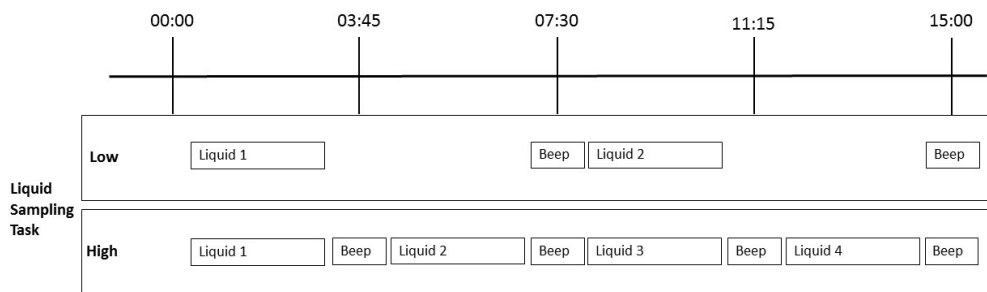 00:00 03:45 07:30 11:15 15:00
Low Liquid 1 Beep Liquid 2 Beep
Liquid
Sampling
Task
High Liquid 1 Beep Liquid 2 Beep Liquid 3 Beep Liquid 4 Beep